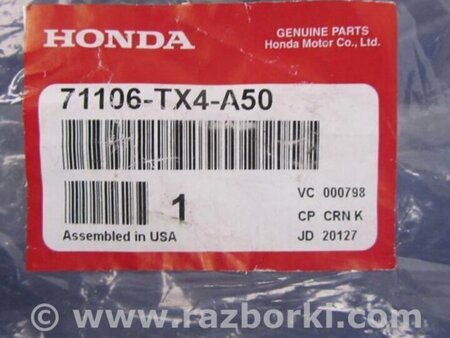 HONDA
GENUINE PARTS
Honda Motor Co., Ltd.
71106-TX4-A50
1
VC 000798
CP CRN K
Assembled in USA
JD 20127
© www.razborki.com